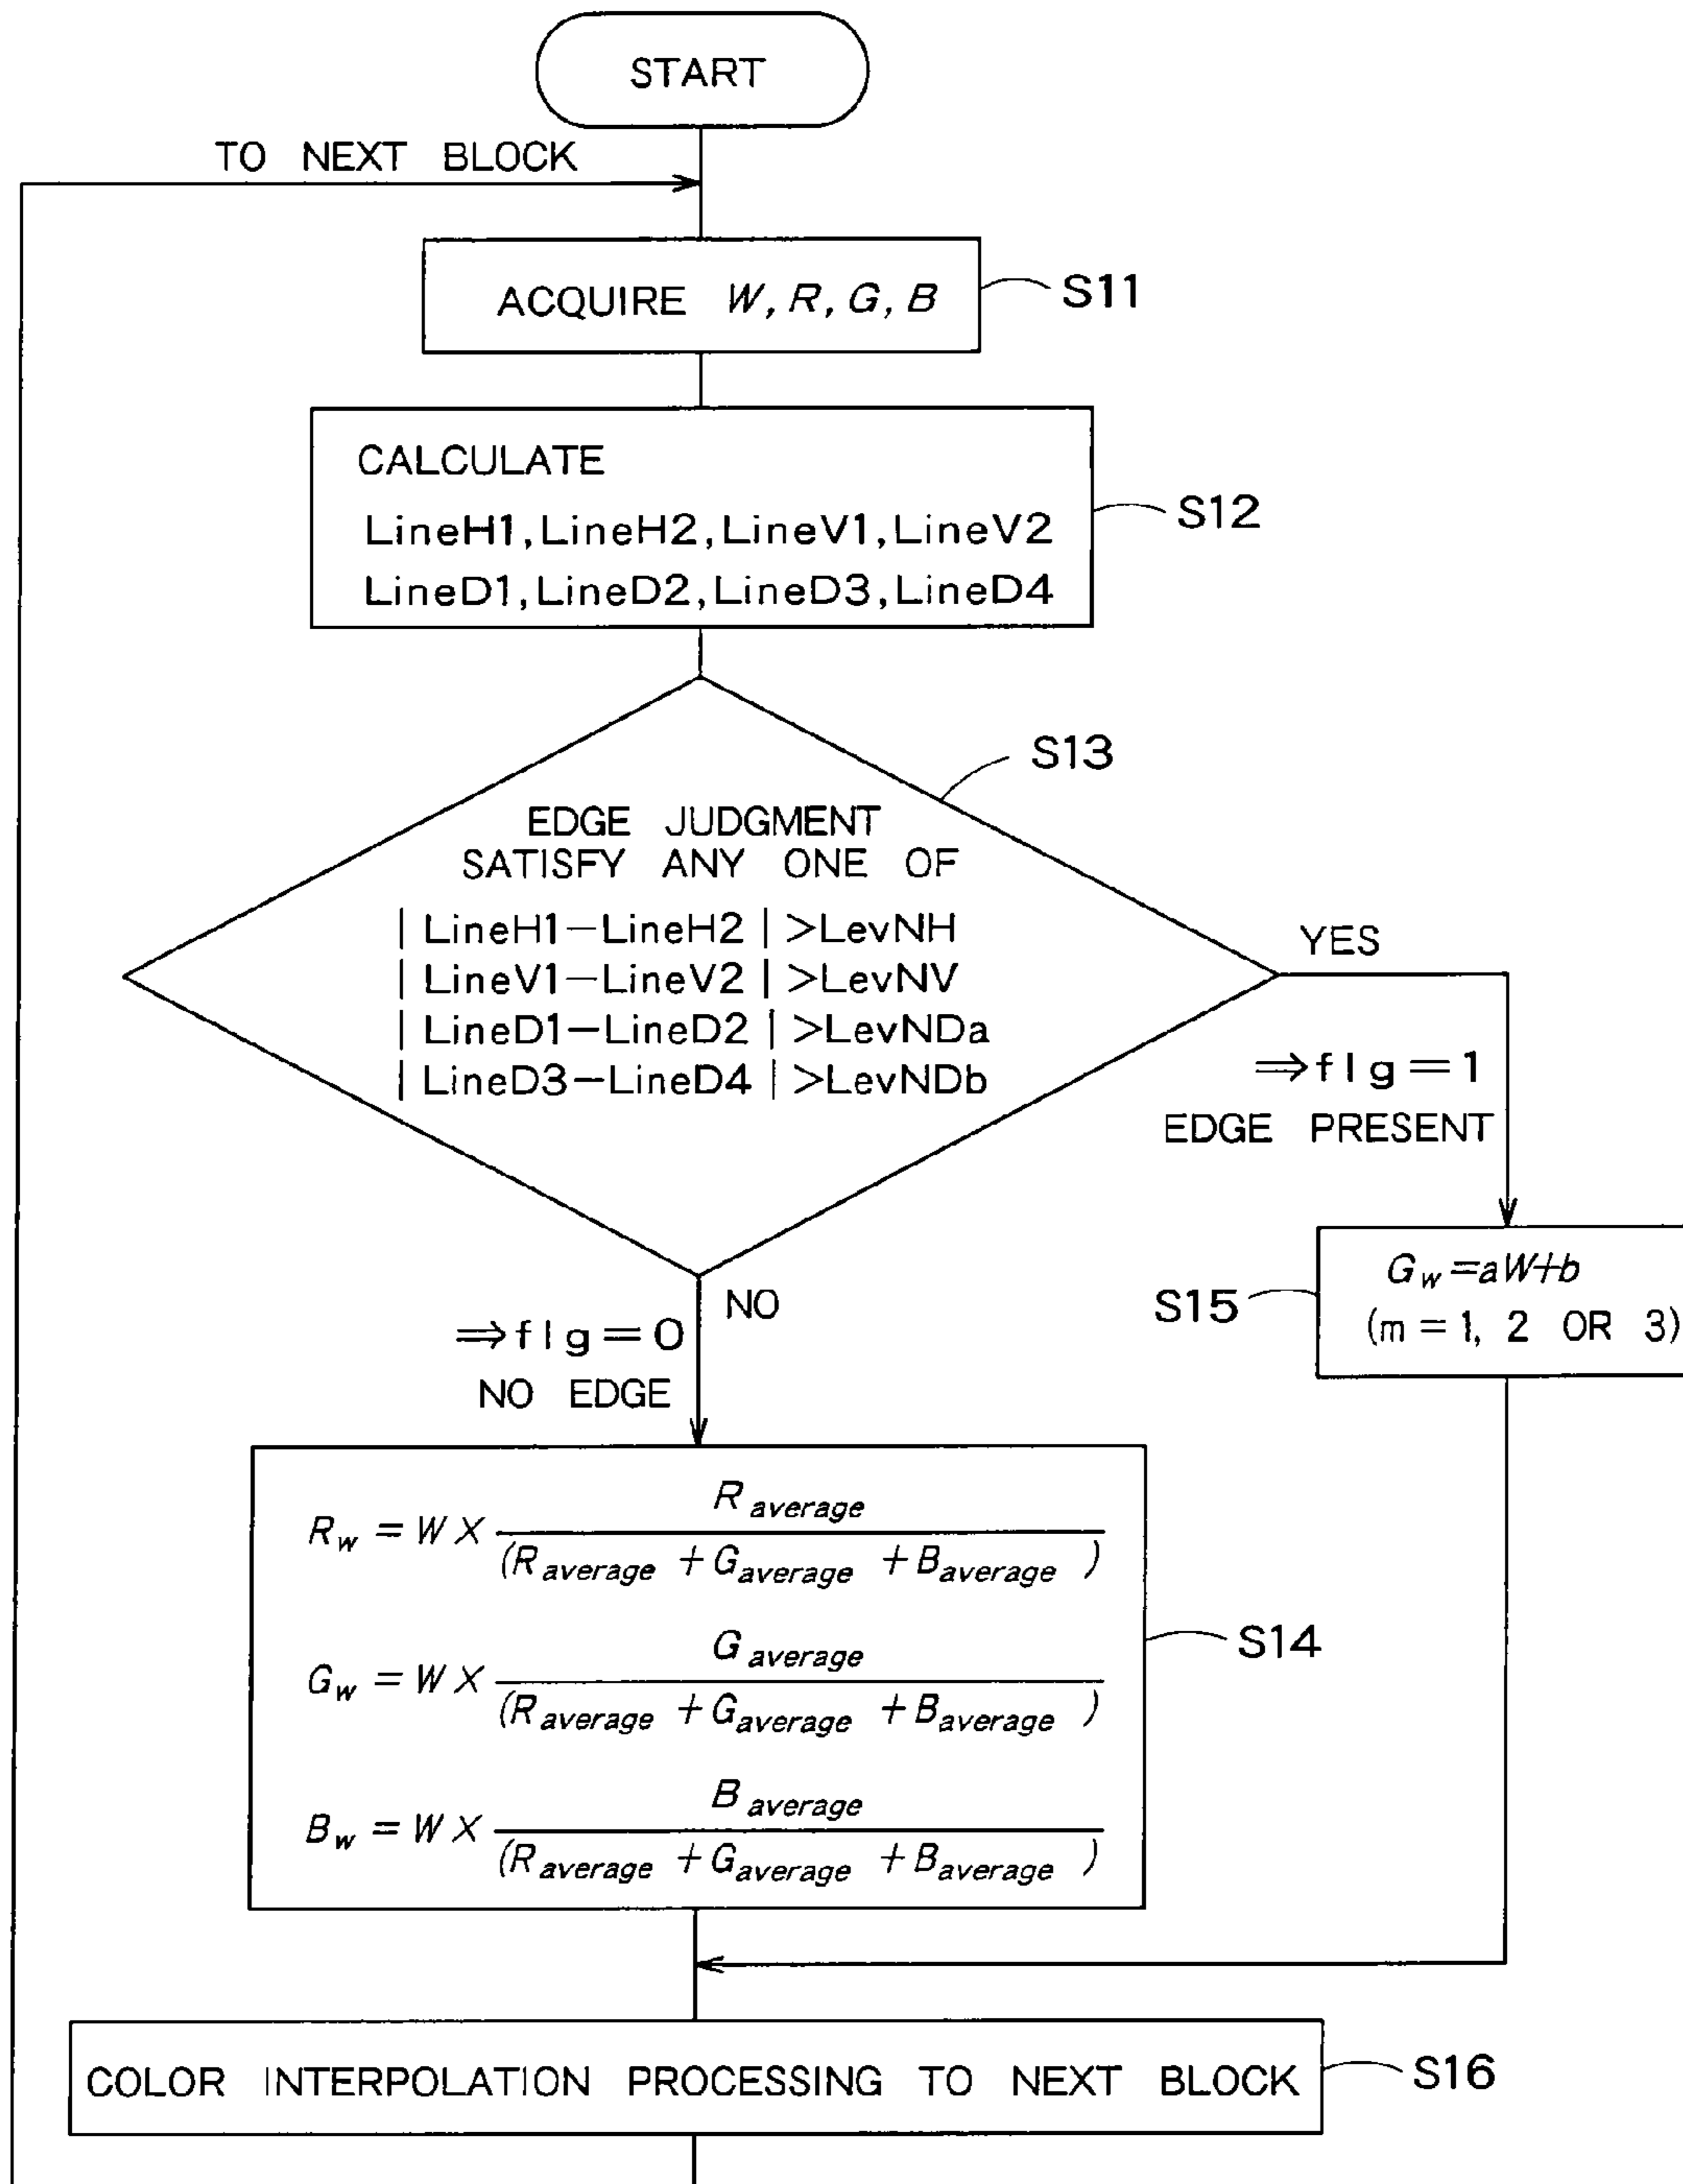 START
TO NEXT BLOCK
ACQUIRE W, R, G, B
S11
CALCULATE
LineH1, LineH2, LineV1, LineV2
LineD1, LineD2, LineD3, LineD4
S12
S13
EDGE JUDGMENT
SATISFY ANY ONE OF
| LineH1−LineH2 | >LevNH
| LineV1−LineV2 | >LevNV
| LineD1−LineD2 | >LevNDa
| LineD3−LineD4 | >LevNDb
YES
⇒flg=1
EDGE PRESENT
G_w=aW+b
(m=1, 2 OR 3)
S15
NO
⇒flg=0
NO EDGE
R_w = W × R_average / (R_average + G_average + B_average)
G_w = W × G_average / (R_average + G_average + B_average)
B_w = W × B_average / (R_average + G_average + B_average)
S14
COLOR INTERPOLATION PROCESSING TO NEXT BLOCK
S16